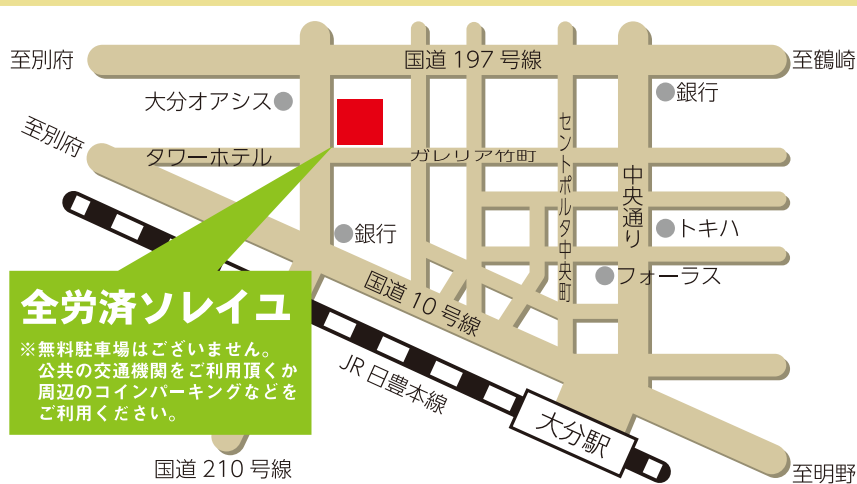 至別府
国道 197 号線
至鶴崎
大分オアシス
タワーホテル
銀行
至別府
ガレリア竹町
セントポルタ中央町
中央通り
銀行
トキハ
フォーラス
国道 10 号線
全労済ソレイユ
※無料駐車場はございません。
公共の交通機関をご利用頂くか
周辺のコインパーキングなどを
ご利用ください。
JR 日豊本線
大分駅
国道 210 号線
至明野